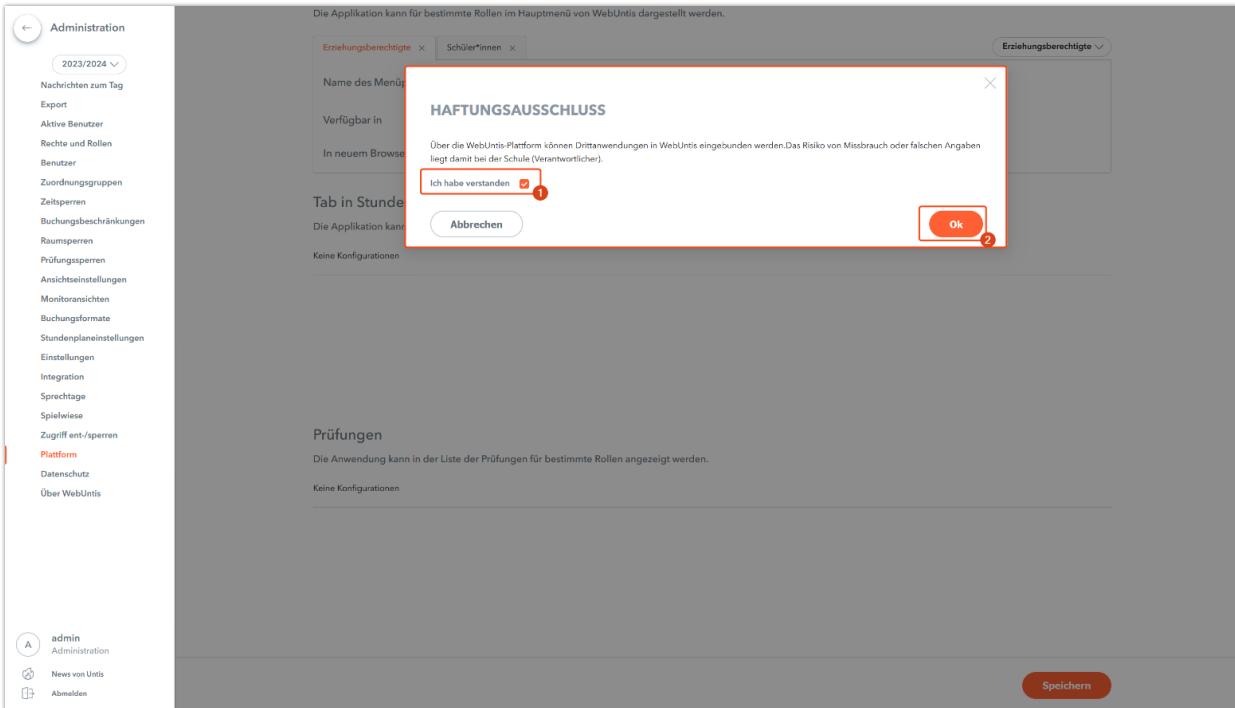 Administration
2023/2024
Nachrichten zum Tag
Export
Aktive Benutzer
Rechte und Rollen
Benutzer
Zuordnungsgruppen
Zeitsperren
Buchungsbeschränkungen
Raumsperren
Prüfungssperren
Ansichtseinstellungen
Monitoransichten
Buchungsformate
Stundenplaneinstellungen
Einstellungen
Integration
Sprechtage
Spielwiese
Zugriff ent-/sperren
Plattform
Datenschutz
Über WebUntis
A
admin
Administration
News von Untis
Abmelden
Die Applikation kann für bestimmte Rollen im Hauptmenü von WebUntis dargestellt werden.
Erziehungsberechtigte × Schüler*innen ×
Erziehungsberechtigte
Name des Menüp
Verfügbar in
In neuem Browse
HAFTUNGSAUSSCHLUSS
Über die WebUntis-Plattform können Drittanwendungen in WebUntis eingebunden werden.Das Risiko von Missbrauch oder falschen Angaben
liegt damit bei der Schule (Verantwortlicher).
Ich habe verstanden
1
Abbrechen
Ok
2
Tab in Stunde
Die Applikation kann
Keine Konfigurationen
Prüfungen
Die Anwendung kann in der Liste der Prüfungen für bestimmte Rollen angezeigt werden.
Keine Konfigurationen
Speichern